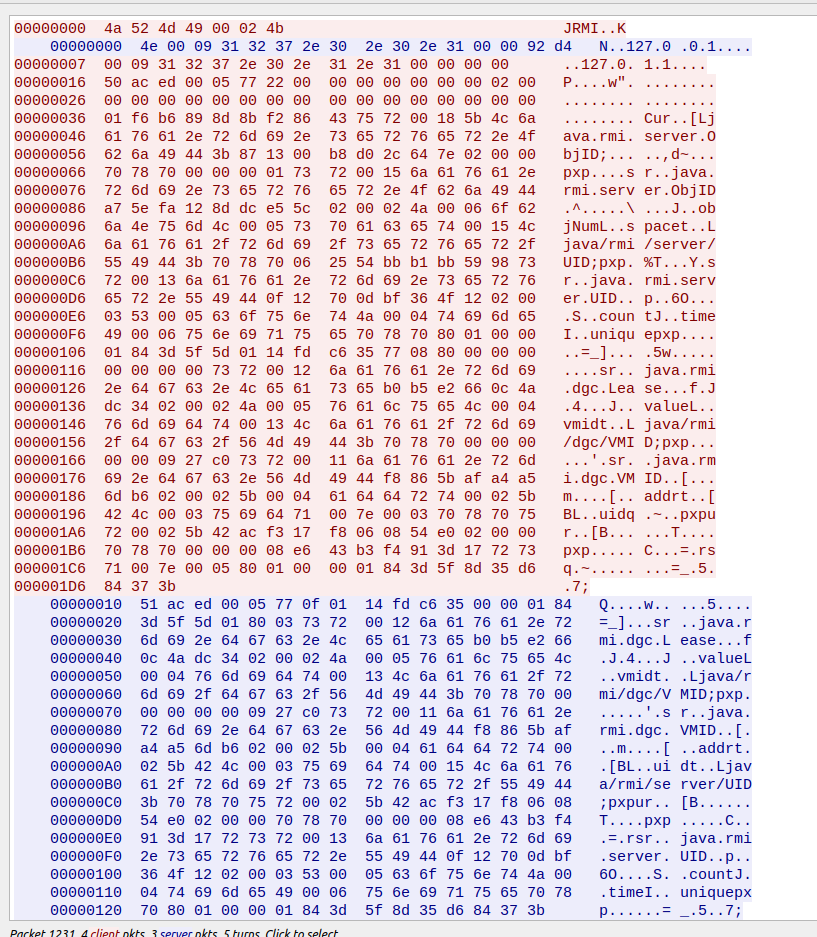 00000000  4a 52 4d 49 00 02 4b                               JRMI..K
    00000000  4e 00 09 31 32 37 2e 30  2e 30 2e 31 00 00 92 d4   N..127.0 .0.1....
00000007  00 09 31 32 37 2e 30 2e  31 2e 31 00 00 00 00      ..127.0. 1.1....
00000016  50 ac ed 00 05 77 22 00  00 00 00 00 00 00 02 00   P....w". ........
00000026  00 00 00 00 00 00 00 00  00 00 00 00 00 00 00 00   ........ ........
00000036  01 f6 b6 89 8d 8b f2 86  43 75 72 00 18 5b 4c 6a   ........ Cur..[Lj
00000046  61 76 61 2e 72 6d 69 2e  73 65 72 76 65 72 2e 4f   ava.rmi. server.O
00000056  62 6a 49 44 3b 87 13 00  b8 d0 2c 64 7e 02 00 00   bjID;... ..,d~...
00000066  70 78 70 00 00 00 01 73  72 00 15 6a 61 76 61 2e   pxp....s r..java.
00000076  72 6d 69 2e 73 65 72 76  65 72 2e 4f 62 6a 49 44   rmi.serv er.ObjID
00000086  a7 5e fa 12 8d dc e5 5c  02 00 02 4a 00 06 6f 62   .^.....\ ...J..ob
00000096  6a 4e 75 6d 4c 00 05 73  70 61 63 65 74 00 15 4c   jNumL..s pacet..L
000000A6  6a 61 76 61 2f 72 6d 69  2f 73 65 72 76 65 72 2f   java/rmi /server/
000000B6  55 49 44 3b 70 78 70 06  25 54 bb b1 bb 59 98 73   UID;pxp. %T...Y.s
000000C6  72 00 13 6a 61 76 61 2e  72 6d 69 2e 73 65 72 76   r..java. rmi.serv
000000D6  65 72 2e 55 49 44 0f 12  70 0d bf 36 4f 12 02 00   er.UID.. p..6O...
000000E6  03 53 00 05 63 6f 75 6e  74 4a 00 04 74 69 6d 65   .S..coun tJ..time
000000F6  49 00 06 75 6e 69 71 75  65 70 78 70 80 01 00 00   I..uniqu epxp....
00000106  01 84 3d 5f 5d 01 14 fd  c6 35 77 08 80 00 00 00   ..=_]... .5w.....
00000116  00 00 00 00 73 72 00 12  6a 61 76 61 2e 72 6d 69   ....sr.. java.rmi
00000126  2e 64 67 63 2e 4c 65 61  73 65 b0 b5 e2 66 0c 4a   .dgc.Lea se...f.J
00000136  dc 34 02 00 02 4a 00 05  76 61 6c 75 65 4c 00 04   .4...J.. valueL..
00000146  76 6d 69 64 74 00 13 4c  6a 61 76 61 2f 72 6d 69   vmidt..L java/rmi
00000156  2f 64 67 63 2f 56 4d 49  44 3b 70 78 70 00 00 00   /dgc/VMI D;pxp...
00000166  00 00 09 27 c0 73 72 00  11 6a 61 76 61 2e 72 6d   ...'.sr. .java.rm
00000176  69 2e 64 67 63 2e 56 4d  49 44 f8 86 5b af a4 a5   i.dgc.VM ID..[...
00000186  6d b6 02 00 02 5b 00 04  61 64 64 72 74 00 02 5b   m....[.. addrt..[
00000196  42 4c 00 03 75 69 64 71  00 7e 00 03 70 78 70 75   BL..uidq .~..pxpu
000001A6  72 00 02 5b 42 ac f3 17  f8 06 08 54 e0 02 00 00   r..[B... ...T....
000001B6  70 78 70 00 00 00 08 e6  43 b3 f4 91 3d 17 72 73   pxp..... C...=.rs
000001C6  71 00 7e 00 05 80 01 00  00 01 84 3d 5f 8d 35 d6   q.~..... ...=_.5.
000001D6  84 37 3b                                           .7;
    00000010  51 ac ed 00 05 77 0f 01  14 fd c6 35 00 00 01 84   Q....w.. ...5....
    00000020  3d 5f 5d 01 80 03 73 72  00 12 6a 61 76 61 2e 72   =_]...sr ..java.r
    00000030  6d 69 2e 64 67 63 2e 4c  65 61 73 65 b0 b5 e2 66   mi.dgc.L ease...f
    00000040  0c 4a dc 34 02 00 02 4a  00 05 76 61 6c 75 65 4c   .J.4...J ..valueL
    00000050  00 04 76 6d 69 64 74 00  13 4c 6a 61 76 61 2f 72   ..vmidt. .Ljava/r
    00000060  6d 69 2f 64 67 63 2f 56  4d 49 44 3b 70 78 70 00   mi/dgc/V MID;pxp.
    00000070  00 00 00 00 09 27 c0 73  72 00 11 6a 61 76 61 2e   .....'.s r..java.
    00000080  72 6d 69 2e 64 67 63 2e  56 4d 49 44 f8 86 5b af   rmi.dgc. VMID..[.
    00000090  a4 a5 6d b6 02 00 02 5b  00 04 61 64 64 72 74 00   ..m....[ ..addrt.
    000000A0  02 5b 42 4c 00 03 75 69  64 74 00 15 4c 6a 61 76   .[BL..ui dt..Ljav
    000000B0  61 2f 72 6d 69 2f 73 65  72 76 65 72 2f 55 49 44   a/rmi/se rver/UID
    000000C0  3b 70 78 70 75 72 00 02  5b 42 ac f3 17 f8 06 08   ;pxpur.. [B......
    000000D0  54 e0 02 00 00 70 78 70  00 00 00 08 e6 43 b3 f4   T....pxp .....C..
    000000E0  91 3d 17 72 73 72 00 13  6a 61 76 61 2e 72 6d 69   .=.rsr.. java.rmi
    000000F0  2e 73 65 72 76 65 72 2e  55 49 44 0f 12 70 0d bf   .server. UID..p..
    00000100  36 4f 12 02 00 03 53 00  05 63 6f 75 6e 74 4a 00   6O....S. .countJ.
    00000110  04 74 69 6d 65 49 00 06  75 6e 69 71 75 65 70 78   .timeI.. uniquepx
    00000120  70 80 01 00 00 01 84 3d  5f 8d 35 d6 84 37 3b      p......= _.5..7;
Packet 1231. 4 client pkts, 3 server pkts, 5 turns. Click to select.